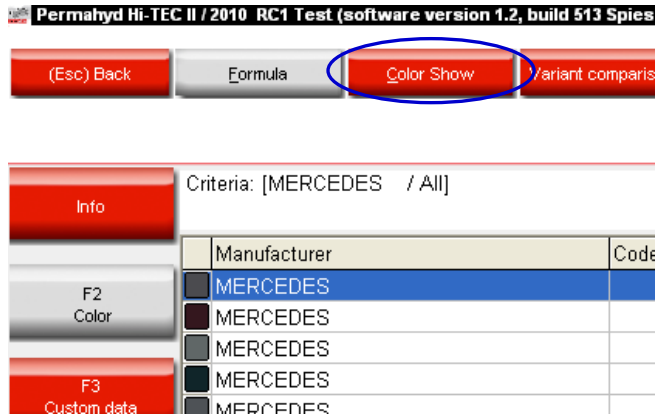 Permahyd Hi-TEC II / 2010 RC1 Test (software version 1.2, build 513 Spies
(Esc) Back
Formula
Color Show
Variant comparis
Info
Criteria: [MERCEDES / All]
Manufacturer
Code
MERCEDES
F2
Color
MERCEDES
MERCEDES
MERCEDES
F3
Custom data
MERCEDES